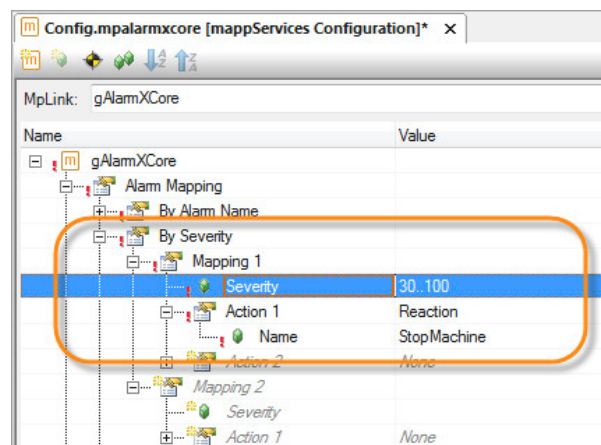 Config.mpalarmxcore [mappServices Configuration]* ×
MpLink: gAlarmXCore
Name Value
gAlarmXCore
Alarm Mapping
By Alarm Name
By Severity
Mapping 1
Severity 30..100
Action 1 Reaction
Name StopMachine
Action 2 None
Mapping 2
Severity
Action 1 None